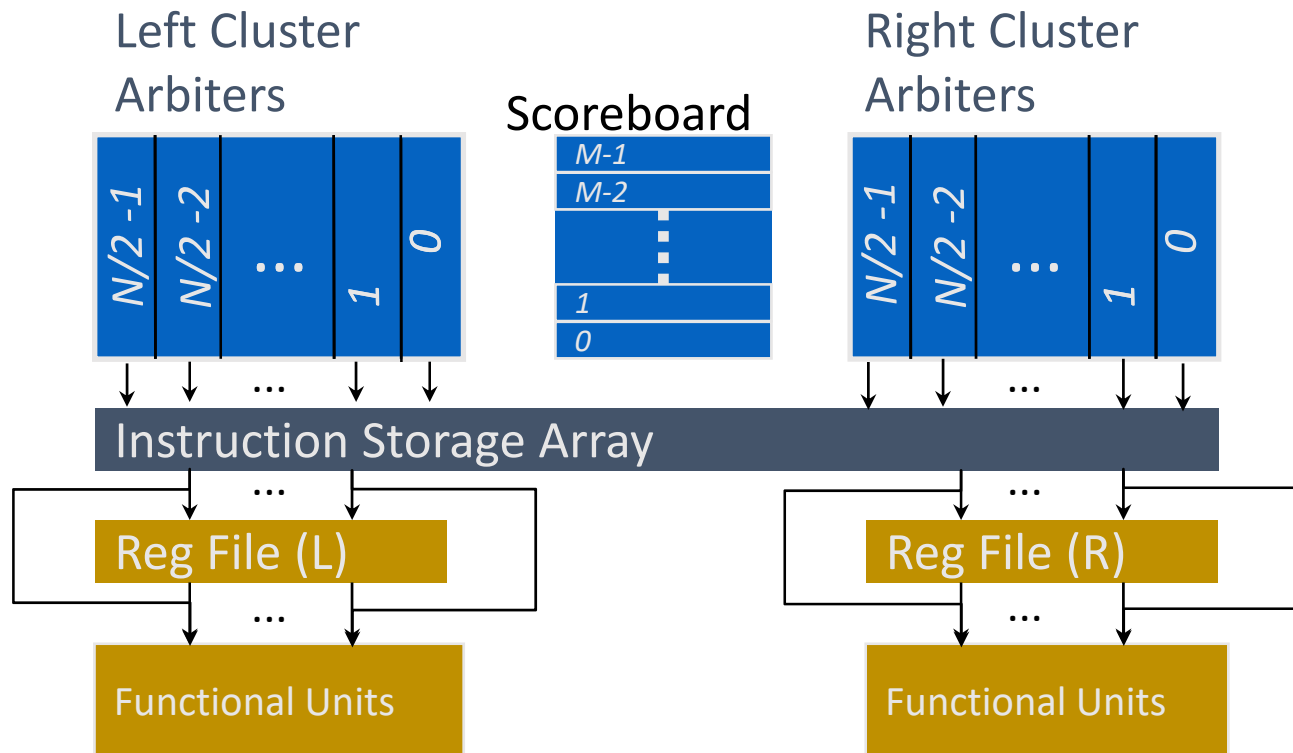 Left Cluster
Arbiters
Right Cluster
Arbiters
Scoreboard
N/2 -1
N/2 -2
...
1
0
M-1
M-2
1
0
N/2 -1
N/2 -2
...
1
0
...
...
Instruction Storage Array
...
...
Reg File (L)
Reg File (R)
...
...
Functional Units
Functional Units